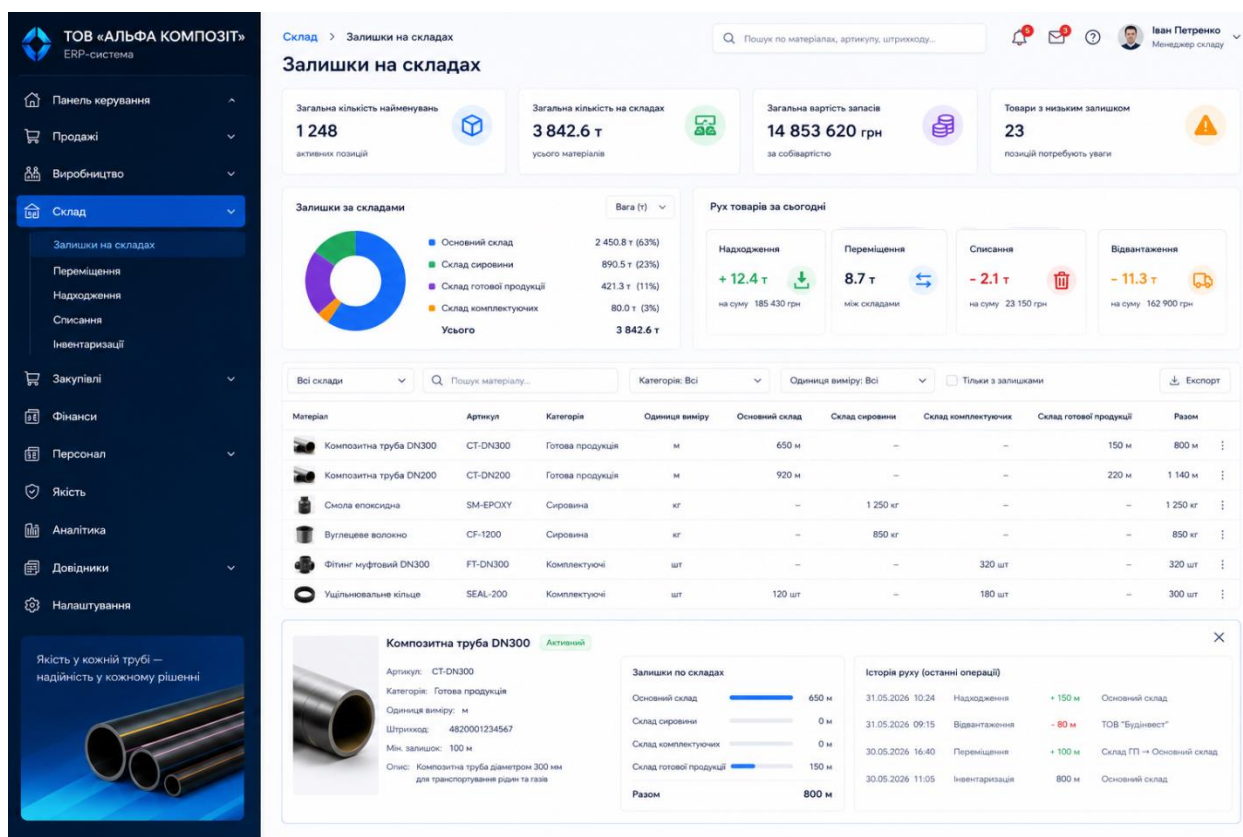 ТОВ «АЛЬФА КОМПОЗІТ»
ERP-система
Панель керування
Продажі
Виробництво
Склад
Залишки на складах
Переміщення
Надходження
Списання
Інвентаризації
Закупівлі
Фінанси
Персонал
Якість
Аналітика
Довідники
Налаштування
Якість у кожній трубі —
надійність у кожному рішенні
Склад > Залишки на складах
Пошук по матеріалах, артикулу, штрихкоду...
5
3
Іван Петренко
Менеджер складу
Залишки на складах
Загальна кількість найменувань
1 248
активних позицій
Загальна кількість на складах
3 842.6 т
усього матеріалів
Загальна вартість запасів
14 853 620 грн
за собівартістю
Товари з низьким залишком
23
позицій потребують уваги
Залишки за складами
Вага (т)
Основний склад 2 450.8 т (63%)
Склад сировини 890.5 т (23%)
Склад готової продукції 421.3 т (11%)
Склад комплектуючих 80.0 т (3%)
Усього 3 842.6 т
Рух товарів за сьогодні
Надходження
+ 12.4 т
на суму 185 430 грн
Переміщення
8.7 т
між складами
Списання
- 2.1 т
на суму 23 150 грн
Відвантаження
- 11.3 т
на суму 162 900 грн
Всі склади
Пошук матеріалу...
Категорія: Всі
Одиниця виміру: Всі
Тільки з залишками
Експорт
Матеріал Артикул Категорія Одиниця виміру Основний склад Склад сировини Склад комплектуючих Склад готової продукції Разом
Композитна труба DN300 CT-DN300 Готова продукція м 650 м – – 150 м 800 м
Композитна труба DN200 CT-DN200 Готова продукція м 920 м – – 220 м 1 140 м
Смола епоксидна SM-EPOXY Сировина кг – 1 250 кг – – 1 250 кг
Вуглецеве волокно CF-1200 Сировина кг – 850 кг – – 850 кг
Фітинг муфтовий DN300 FT-DN300 Комплектуючі шт – – 320 шт – 320 шт
Ущільнювальне кільце SEAL-200 Комплектуючі шт 120 шт – 180 шт – 300 шт
Композитна труба DN300 Активний
Артикул: CT-DN300
Категорія: Готова продукція
Одиниця виміру: м
Штрихкод: 4820001234567
Мін. залишок: 100 м
Опис: Композитна труба діаметром 300 мм
для транспортування рідин та газів
Залишки по складах
Основний склад 650 м
Склад сировини 0 м
Склад комплектуючих 0 м
Склад готової продукції 150 м
Разом 800 м
Історія руху (останні операції)
31.05.2026 10:24 Надходження + 150 м Основний склад
31.05.2026 09:15 Відвантаження - 80 м ТОВ "Будінвест"
30.05.2026 16:40 Переміщення + 100 м Склад ГП → Основний склад
30.05.2026 11:05 Інвентаризація 800 м Основний склад